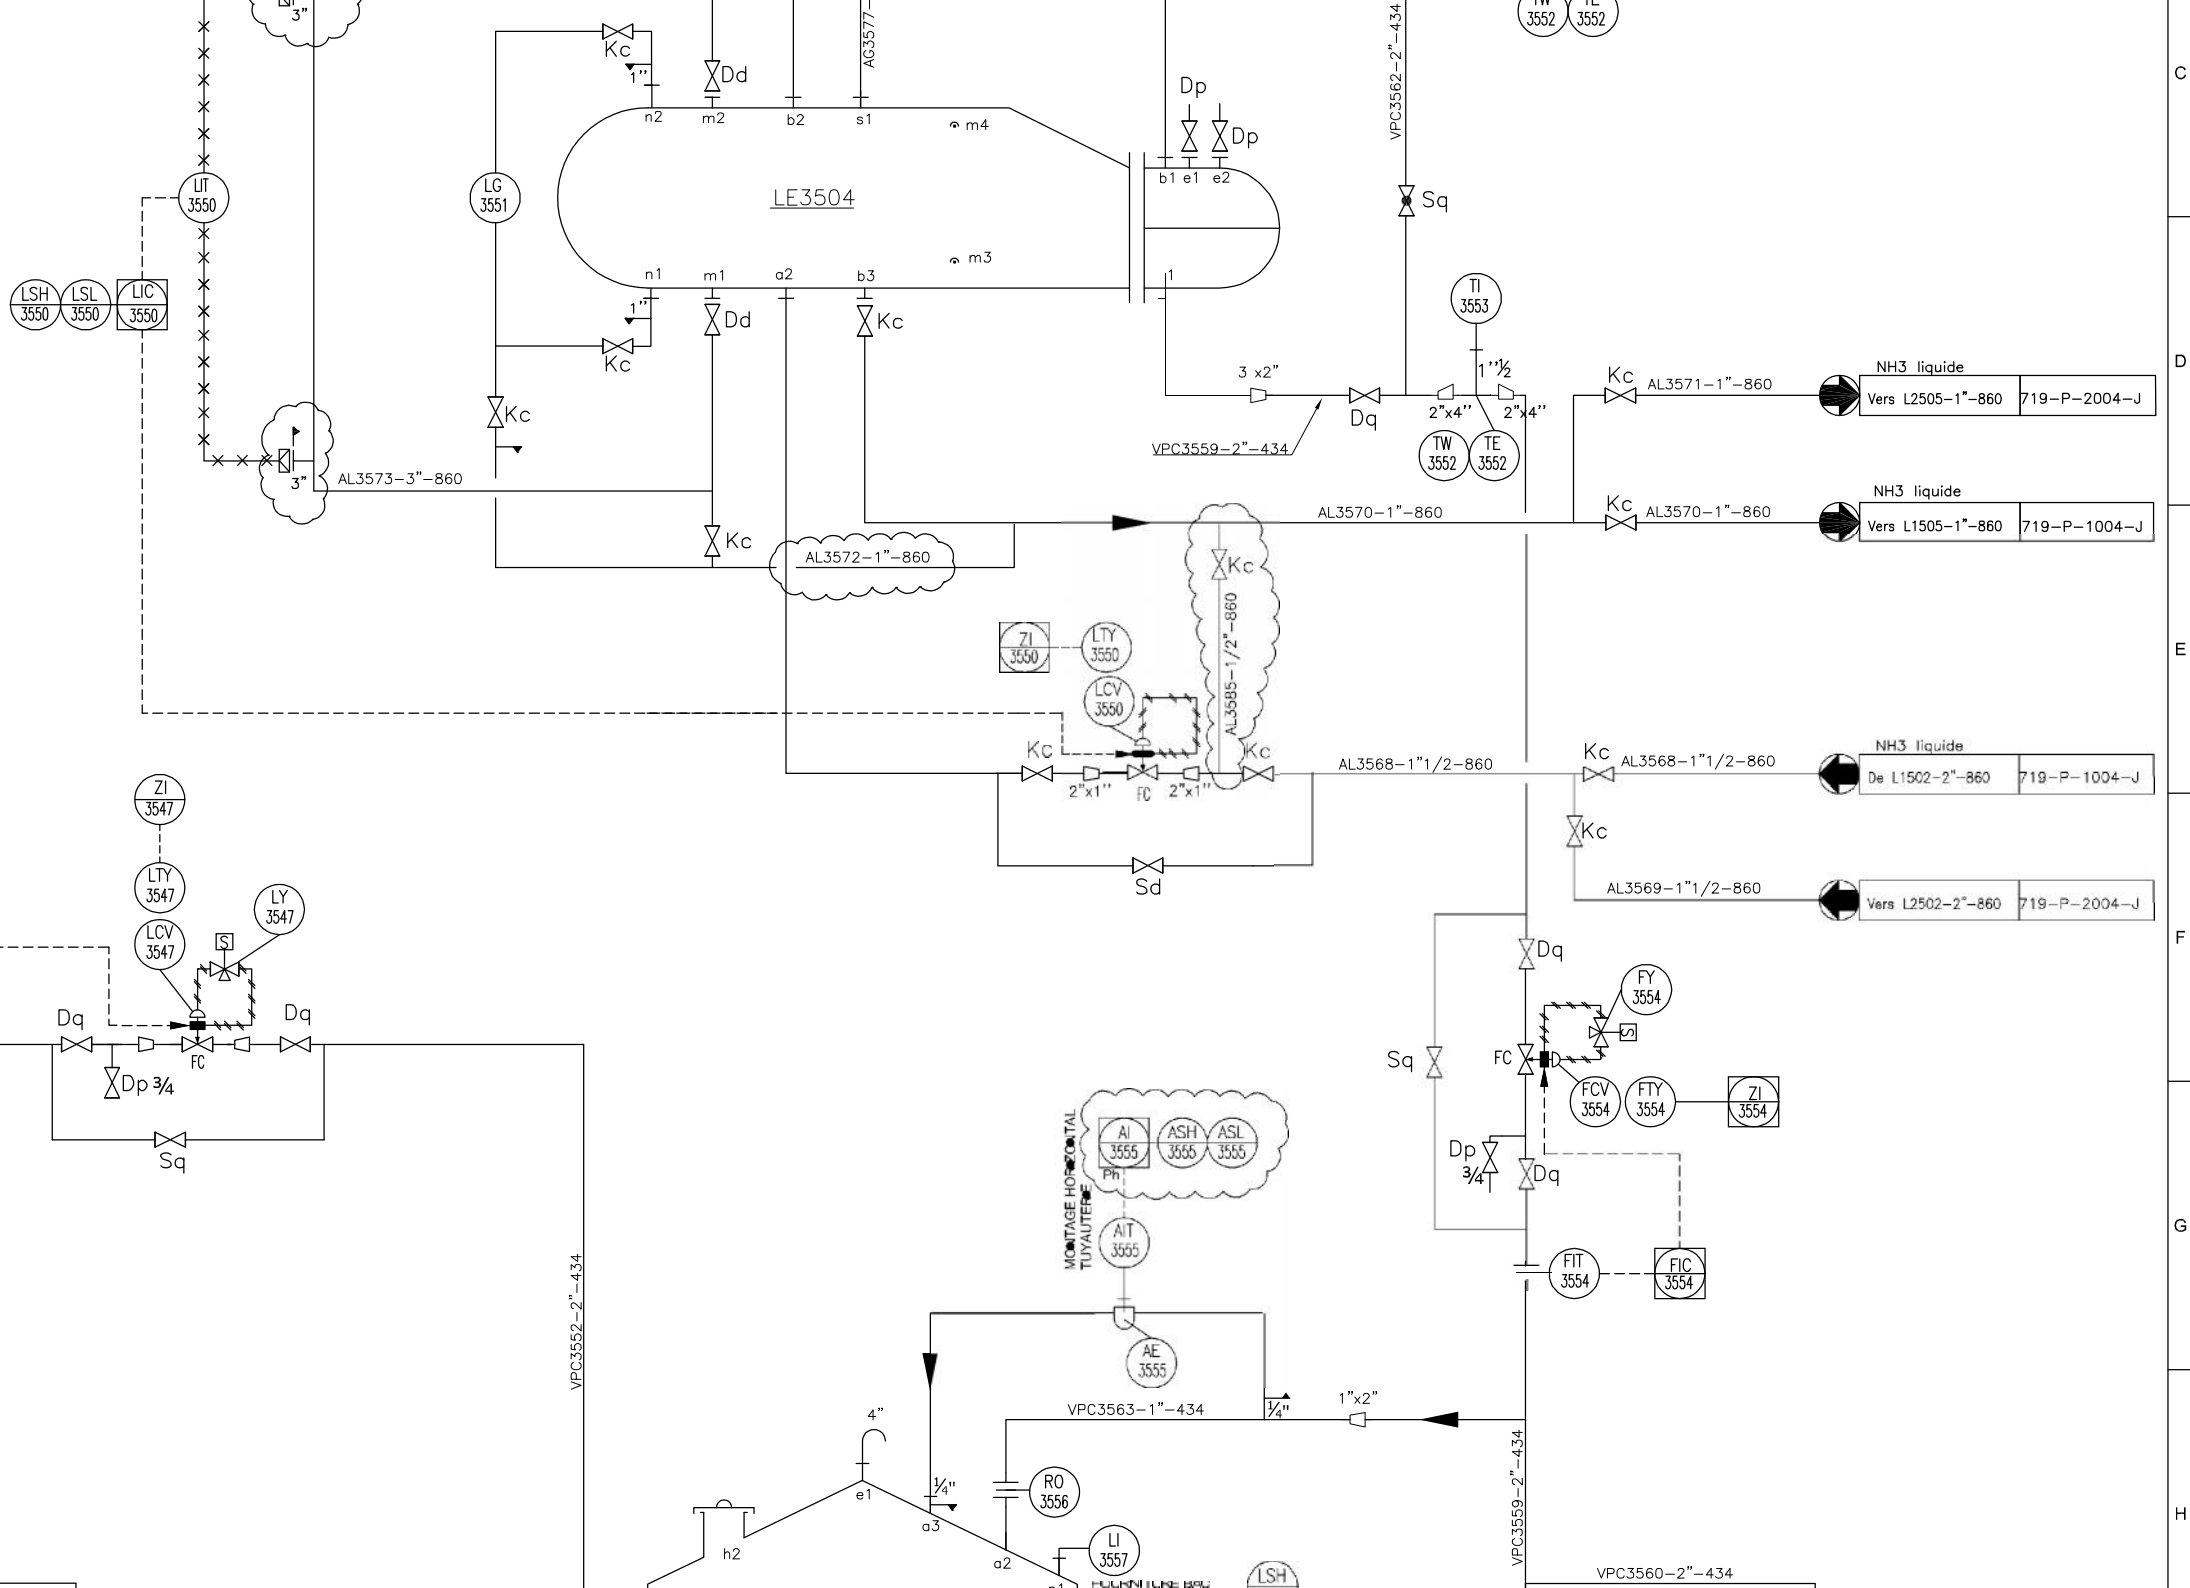 3"
Kc
1"
Dd
AG3577-
VPC3562-2"-434
TW
3552
TE
3552
C
n2
m2
b2
s1
m4
Dp
Dp
b1
e1
e2
LIT
3550
LG
3551
LE3504
Sq
LSH
3550
LSL
3550
LIC
3550
n1
m1
a2
b3
m3
1
1"
Dd
Kc
Kc
TI
3553
3 x2"
Dq
1"½
2"x4"
2"x4"
Kc
AL3571-1"-860
NH3 liquide
Vers L2505-1"-860
719-P-2004-J
D
Kc
VPC3559-2"-434
TW
3552
TE
3552
3"
AL3573-3"-860
AL3570-1"-860
Kc
AL3570-1"-860
NH3 liquide
Vers L1505-1"-860
719-P-1004-J
Kc
AL3572-1"-860
Kc
AL3585-1/2"-860
ZI
3550
LTY
3550
E
LCV
3550
Kc
2"x1"
FC
2"x1"
Kc
AL3568-1"1/2-860
Kc
AL3568-1"1/2-860
NH3 liquide
De L1502-2"-860
719-P-1004-J
ZI
3547
Sd
Kc
AL3569-1"1/2-860
Vers L2502-2"-860
719-P-2004-J
LTY
3547
LY
3547
LCV
3547
S
F
Dq
Dq
FC
Dp ¾
Sq
Dq
FY
3554
S
FC
Sq
FCV
3554
FTY
3554
ZI
3554
MONTAGE HORIZONTAL
TUYAUTERIE
AI
3555
ASH
3555
ASL
3555
Ph
Dp
¾
Dq
AIT
3555
G
FIT
3554
FIC
3554
VPC3552-2"-434
AE
3555
VPC3563-1"-434
¼"
1"x2"
VPC3559-2"-434
4"
e1
¼"
a3
RO
3556
a2
H
h2
LI
3557
LSH
VPC3560-2"-434